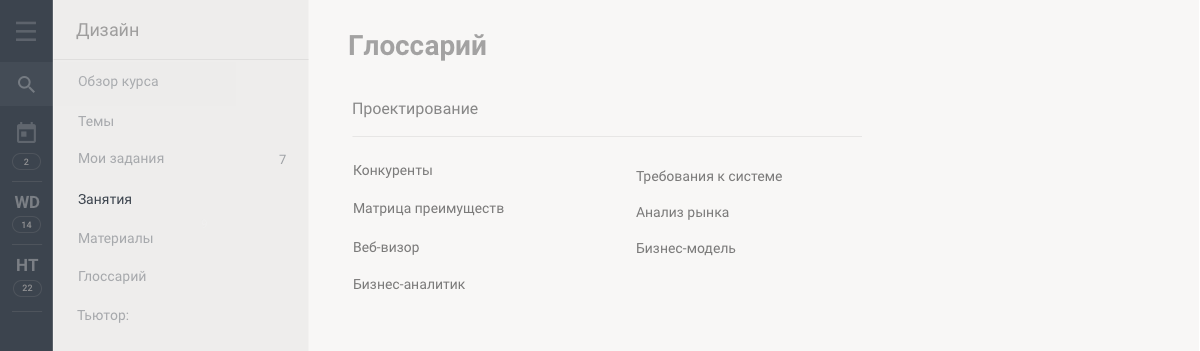 2
WD
14
HT
22
Дизайн
Обзор курса
Темы
Мои задания 7
Занятия
Материалы
Глоссарий
Тьютор:
Глоссарий
Проектирование
Конкуренты
Матрица преимуществ
Веб-визор
Бизнес-аналитик
Требования к системе
Анализ рынка
Бизнес-модель